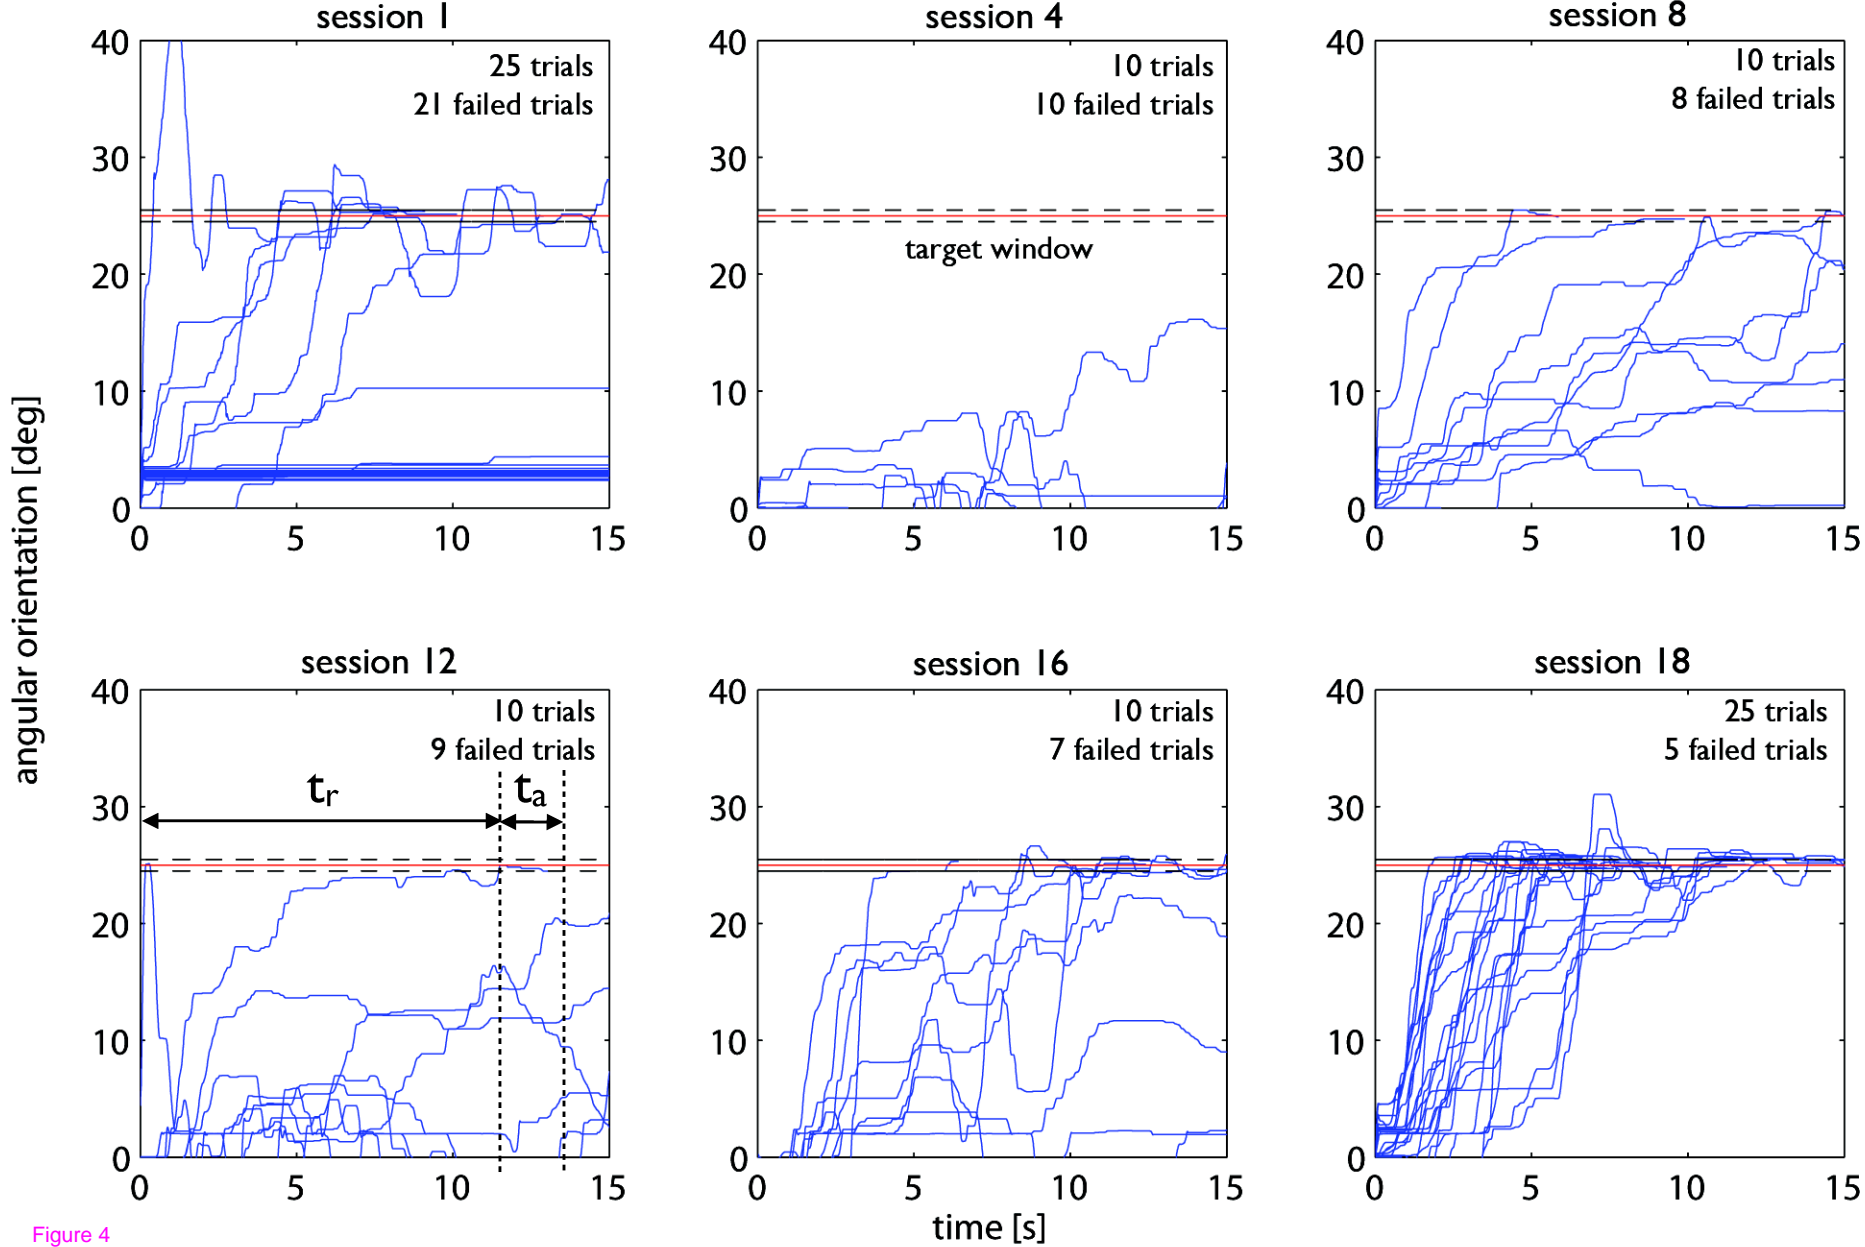 session 1
40
30
20
10
0
0 5 10 15
25 trials
21 failed trials
session 4
40
30
20
10
0
0 5 10 15
10 trials
10 failed trials
target window
session 8
40
30
20
10
0
0 5 10 15
10 trials
8 failed trials
angular orientation [deg]
session 12
40
30
20
10
0
0 5 10 15
10 trials
9 failed trials
tr
ta
session 16
40
30
20
10
0
0 5 10 15
10 trials
7 failed trials
session 18
40
30
20
10
0
0 5 10 15
25 trials
5 failed trials
time [s]
Figure 4